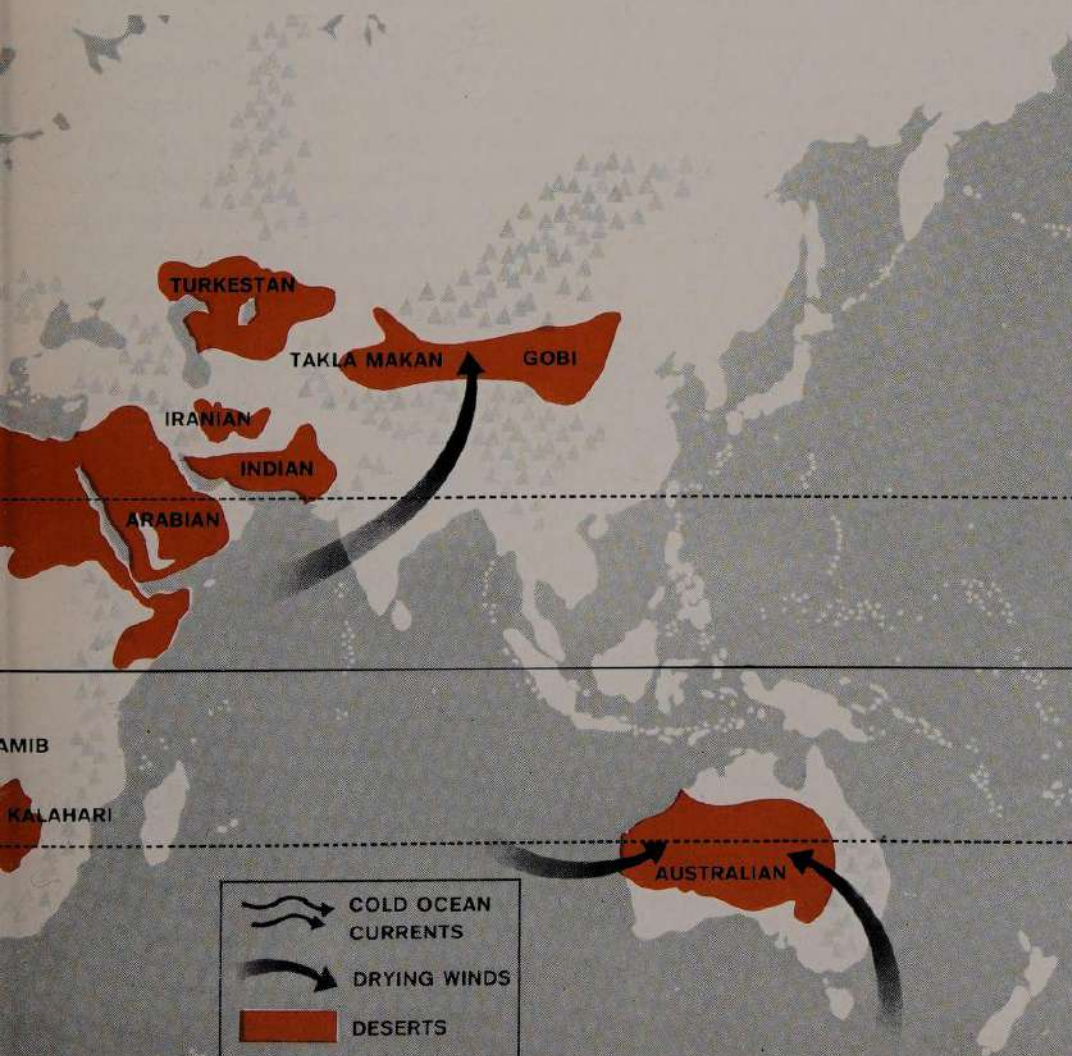 TURKESTAN
TAKLA MAKAN
GOBI
IRANIAN
INDIAN
ARABIAN
AMIB
KALAHARI
AUSTRALIAN
COLD OCEAN
CURRENTS
DRYING WINDS
DESERTS